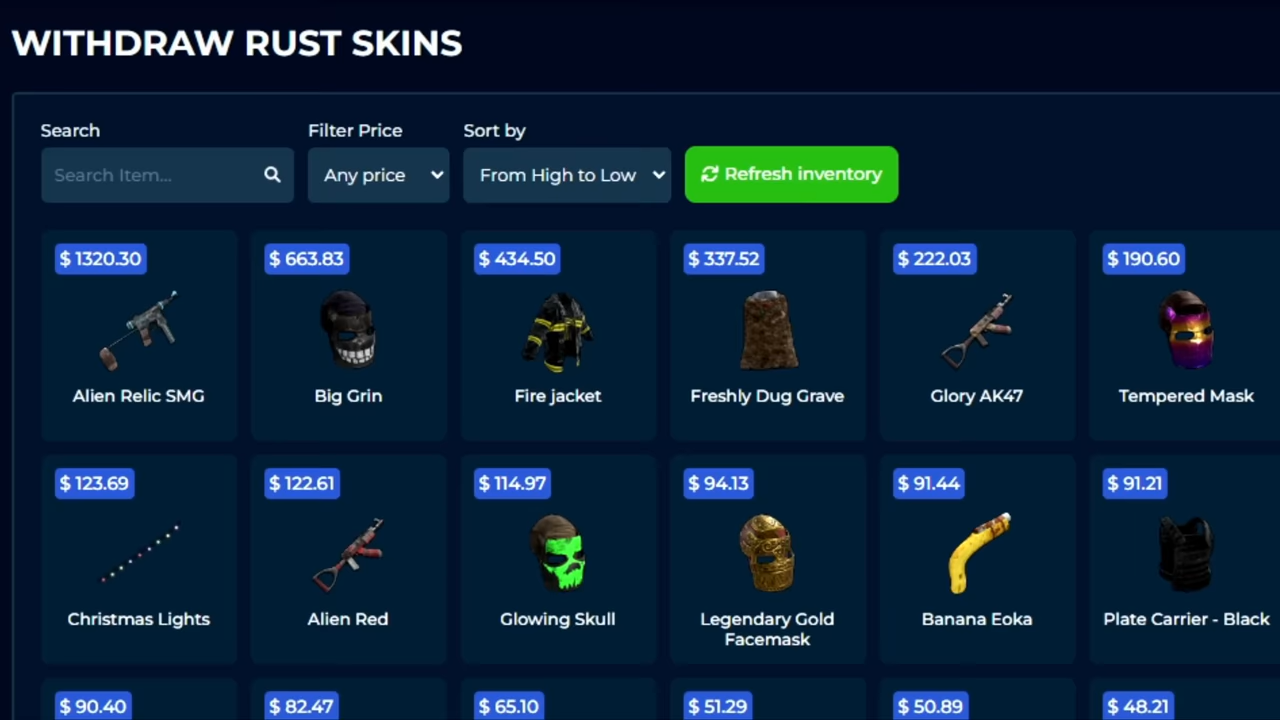 WITHDRAW RUST SKINS
Search
Filter Price
Sort by
Search Item...
Any price
From High to Low
Refresh inventory
$ 1320.30
$ 663.83
$ 434.50
$ 337.52
$ 222.03
$ 190.60
Alien Relic SMG
Big Grin
Fire jacket
Freshly Dug Grave
Glory AK47
Tempered Mask
$ 123.69
$ 122.61
$ 114.97
$ 94.13
$ 91.44
$ 91.21
Christmas Lights
Alien Red
Glowing Skull
Legendary Gold
Facemask
Banana Eoka
Plate Carrier - Black
$ 90.40
$ 82.47
$ 65.10
$ 51.29
$ 50.89
$ 48.21